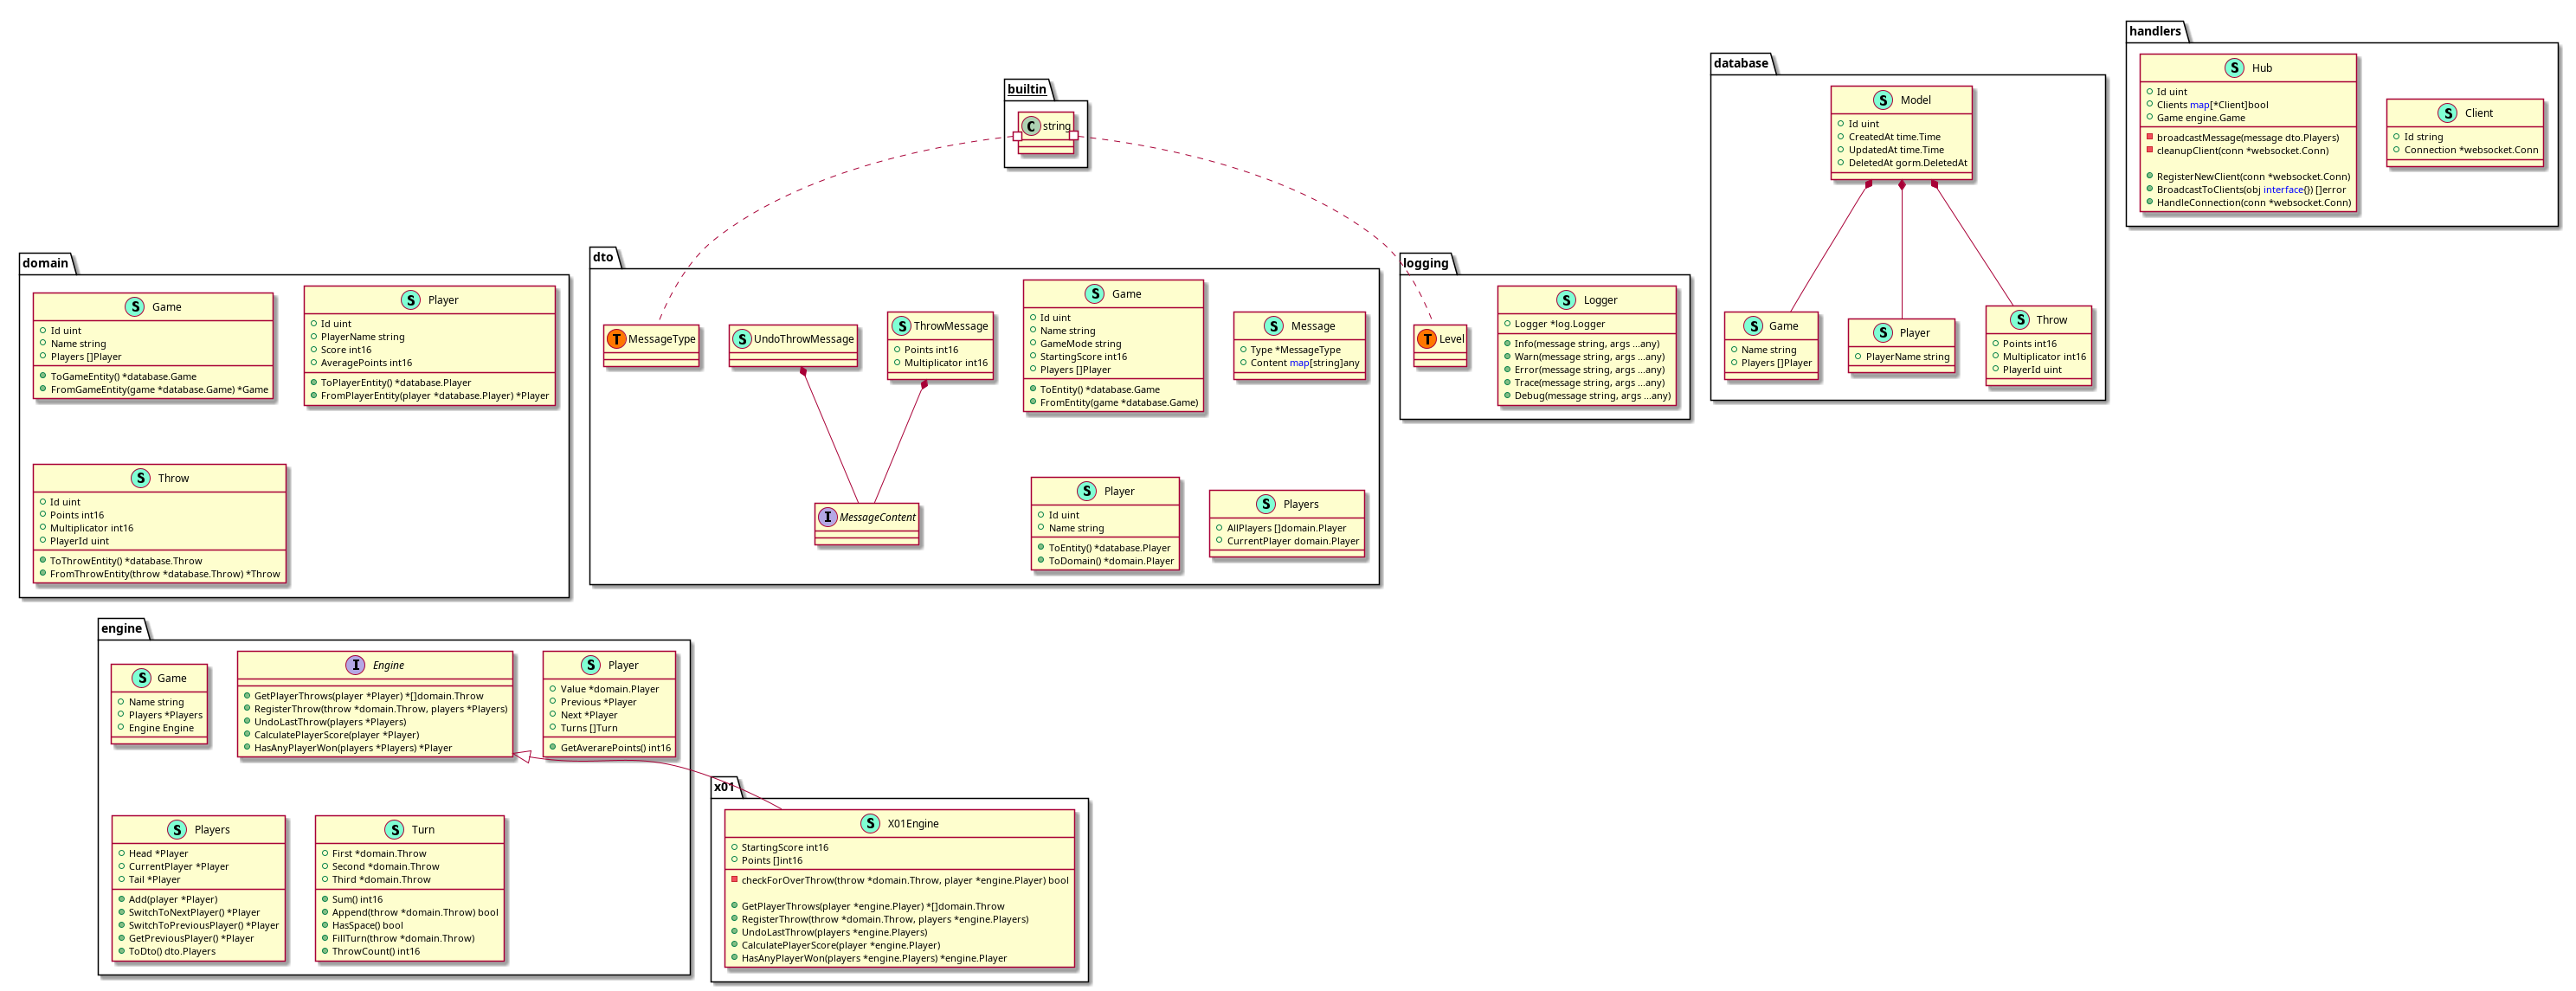 builtin
C string
domain
S Game
Id uint
Name string
Players []Player
ToGameEntity() *database.Game
FromGameEntity(game *database.Game) *Game
S Player
Id uint
PlayerName string
Score int16
AveragePoints int16
ToPlayerEntity() *database.Player
FromPlayerEntity(player *database.Player) *Player
S Throw
Id uint
Points int16
Multiplicator int16
PlayerId uint
ToThrowEntity() *database.Throw
FromThrowEntity(throw *database.Throw) *Throw
dto
T MessageType
S UndoThrowMessage
S ThrowMessage
Points int16
Multiplicator int16
S Game
Id uint
Name string
GameMode string
StartingScore int16
Players []Player
ToEntity() *database.Game
FromEntity(game *database.Game)
S Message
Type *MessageType
Content map[string]any
I MessageContent
S Player
Id uint
Name string
ToEntity() *database.Player
ToDomain() *domain.Player
S Players
AllPlayers []domain.Player
CurrentPlayer domain.Player
logging
T Level
S Logger
Logger *log.Logger
Info(message string, args ...any)
Warn(message string, args ...any)
Error(message string, args ...any)
Trace(message string, args ...any)
Debug(message string, args ...any)
database
S Model
Id uint
CreatedAt time.Time
UpdatedAt time.Time
DeletedAt gorm.DeletedAt
S Game
Name string
Players []Player
S Player
PlayerName string
S Throw
Points int16
Multiplicator int16
PlayerId uint
handlers
S Hub
Id uint
Clients map[*Client]bool
Game engine.Game
broadcastMessage(message dto.Players)
cleanupClient(conn *websocket.Conn)
RegisterNewClient(conn *websocket.Conn)
BroadcastToClients(obj interface{}) []error
HandleConnection(conn *websocket.Conn)
S Client
Id string
Connection *websocket.Conn
engine
S Game
Name string
Players *Players
Engine Engine
I Engine
GetPlayerThrows(player *Player) *[]domain.Throw
RegisterThrow(throw *domain.Throw, players *Players)
UndoLastThrow(players *Players)
CalculatePlayerScore(player *Player)
HasAnyPlayerWon(players *Players) *Player
S Player
Value *domain.Player
Previous *Player
Next *Player
Turns []Turn
GetAverarePoints() int16
S Players
Head *Player
CurrentPlayer *Player
Tail *Player
Add(player *Player)
SwitchToNextPlayer() *Player
SwitchToPreviousPlayer() *Player
GetPreviousPlayer() *Player
ToDto() dto.Players
S Turn
First *domain.Throw
Second *domain.Throw
Third *domain.Throw
Sum() int16
Append(throw *domain.Throw) bool
HasSpace() bool
FillTurn(throw *domain.Throw)
ThrowCount() int16
x01
S X01Engine
StartingScore int16
Points []int16
checkForOverThrow(throw *domain.Throw, player *engine.Player) bool
GetPlayerThrows(player *engine.Player) *[]domain.Throw
RegisterThrow(throw *domain.Throw, players *engine.Players)
UndoLastThrow(players *engine.Players)
CalculatePlayerScore(player *engine.Player)
HasAnyPlayerWon(players *engine.Players) *engine.Player